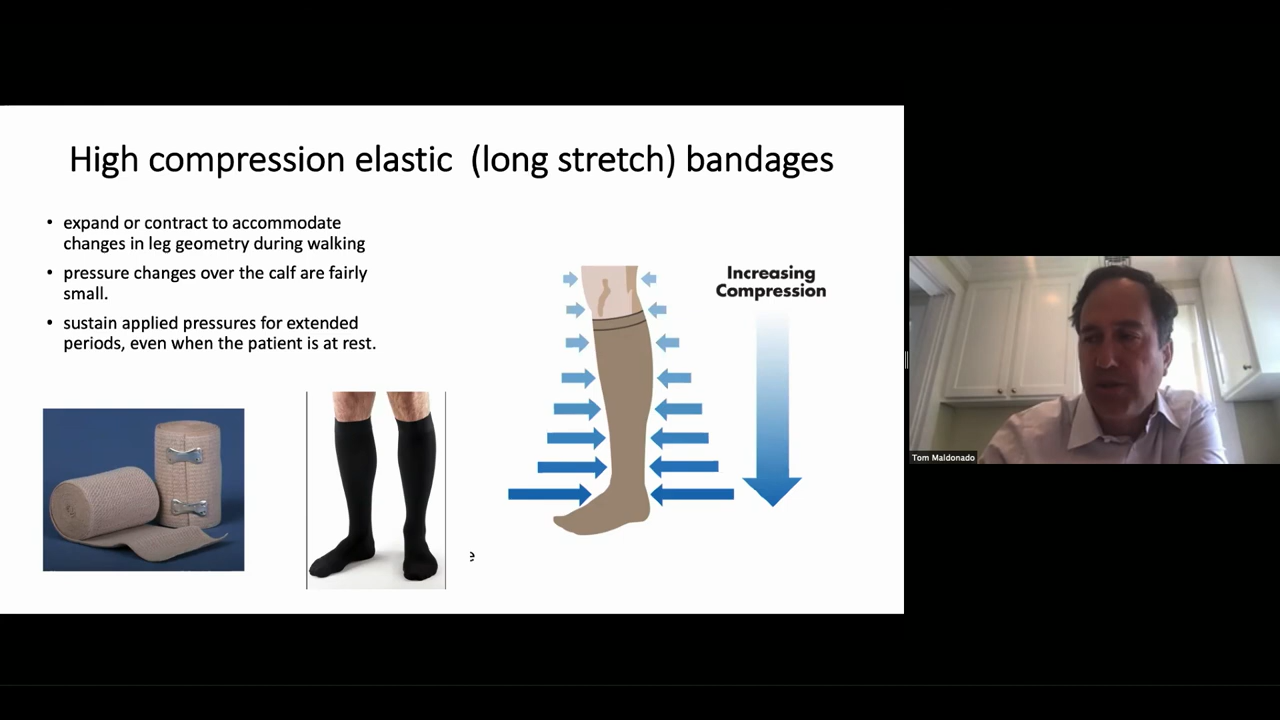 High compression elastic  (long stretch) bandages
• expand or contract to accommodate
changes in leg geometry during walking
• pressure changes over the calf are fairly
small.
• sustain applied pressures for extended
periods, even when the patient is at rest.
Increasing
Compression
e
Tom Maldonado